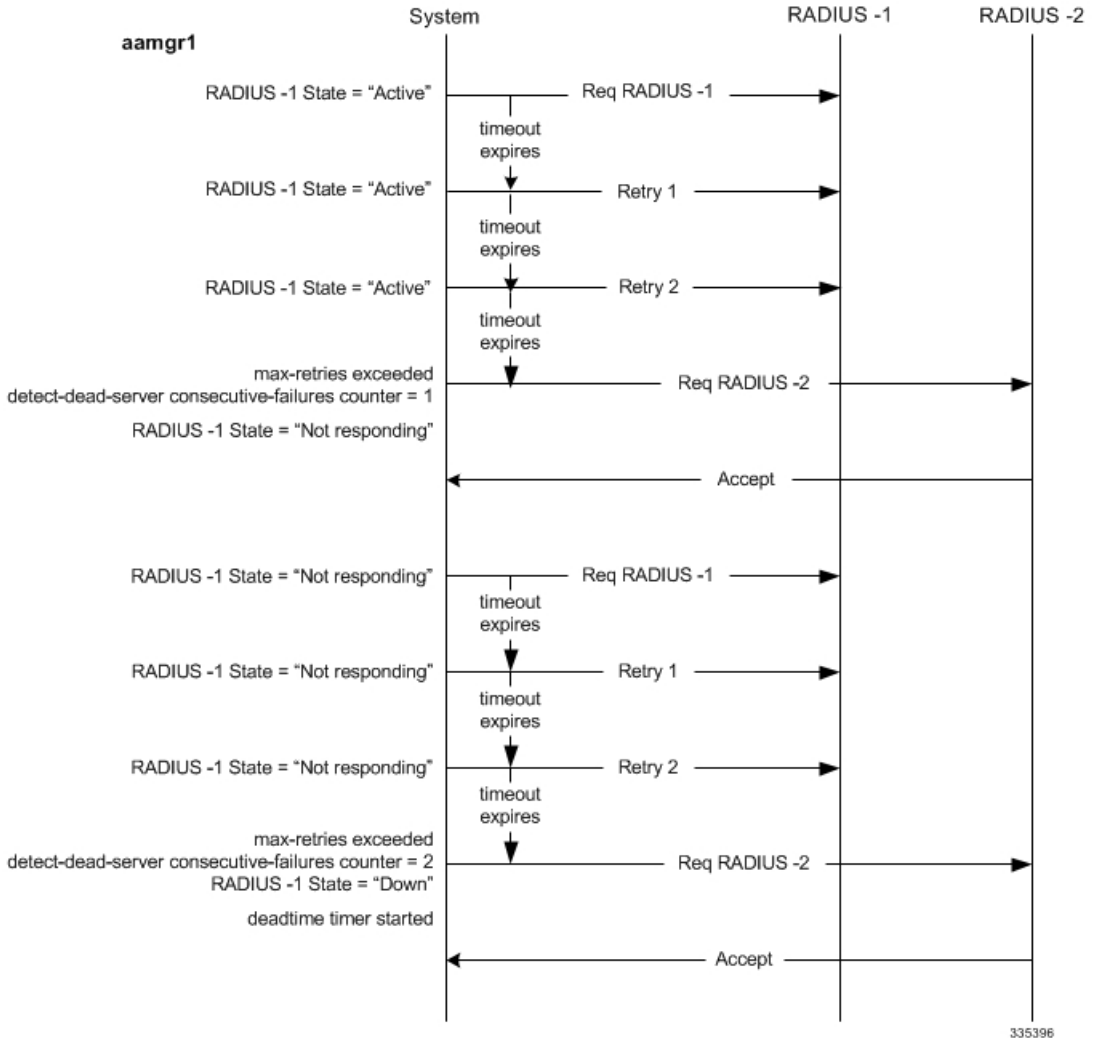 System RADIUS -1 RADIUS -2
aamgr1
RADIUS -1 State = “Active” Req RADIUS -1
timeout
expires
RADIUS -1 State = “Active” Retry 1
timeout
expires
RADIUS -1 State = “Active” Retry 2
timeout
expires
max-retries exceeded
detect-dead-server consecutive-failures counter = 1
Req RADIUS -2
RADIUS -1 State = “Not responding”
Accept
RADIUS -1 State = “Not responding” Req RADIUS -1
timeout
expires
RADIUS -1 State = “Not responding” Retry 1
timeout
expires
RADIUS -1 State = “Not responding” Retry 2
timeout
expires
max-retries exceeded
detect-dead-server consecutive-failures counter = 2
Req RADIUS -2
RADIUS -1 State = “Down”
deadtime timer started
Accept
335396